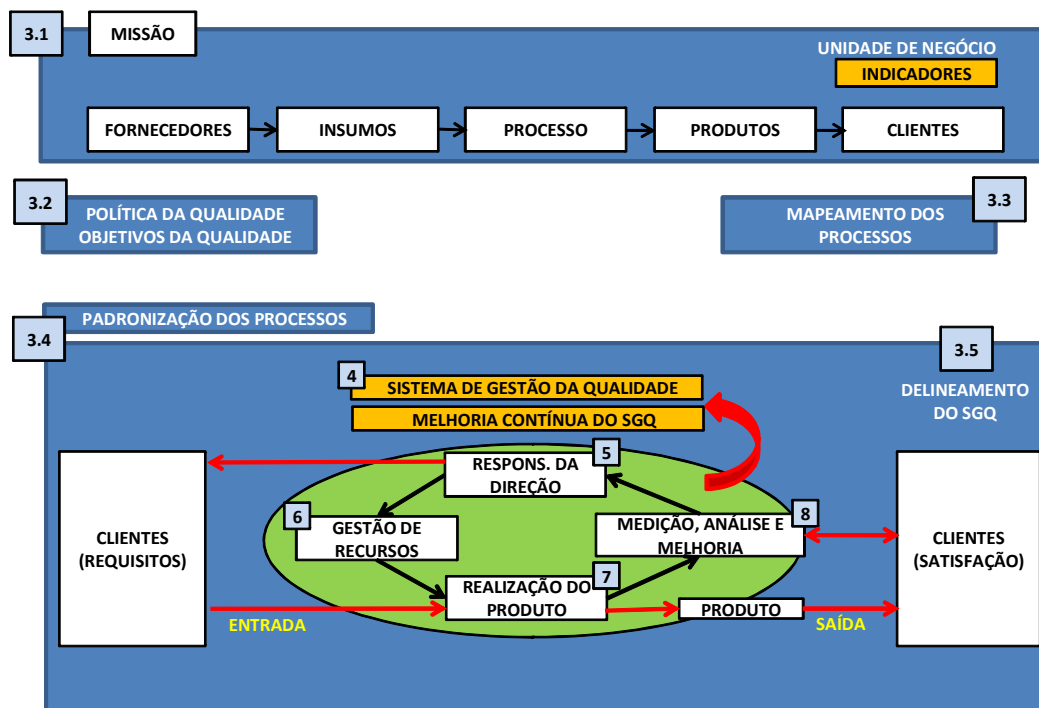 3.1
MISSÃO
UNIDADE DE NEGÓCIO
INDICADORES
FORNECEDORES
INSUMOS
PROCESSO
PRODUTOS
CLIENTES
3.2
POLÍTICA DA QUALIDADE
OBJETIVOS DA QUALIDADE
3.3
MAPEAMENTO DOS
PROCESSOS
PADRONIZAÇÃO DOS PROCESSOS
3.4
3.5
DELINEAMENTO
DO SGQ
4
SISTEMA DE GESTÃO DA QUALIDADE
MELHORIA CONTÍNUA DO SGQ
5
RESPONS. DA
DIREÇÃO
6
GESTÃO DE
RECURSOS
8
MEDIÇÃO, ANÁLISE E
MELHORIA
CLIENTES
(REQUISITOS)
CLIENTES
(SATISFAÇÃO)
7
REALIZAÇÃO DO
PRODUTO
PRODUTO
ENTRADA
SAÍDA